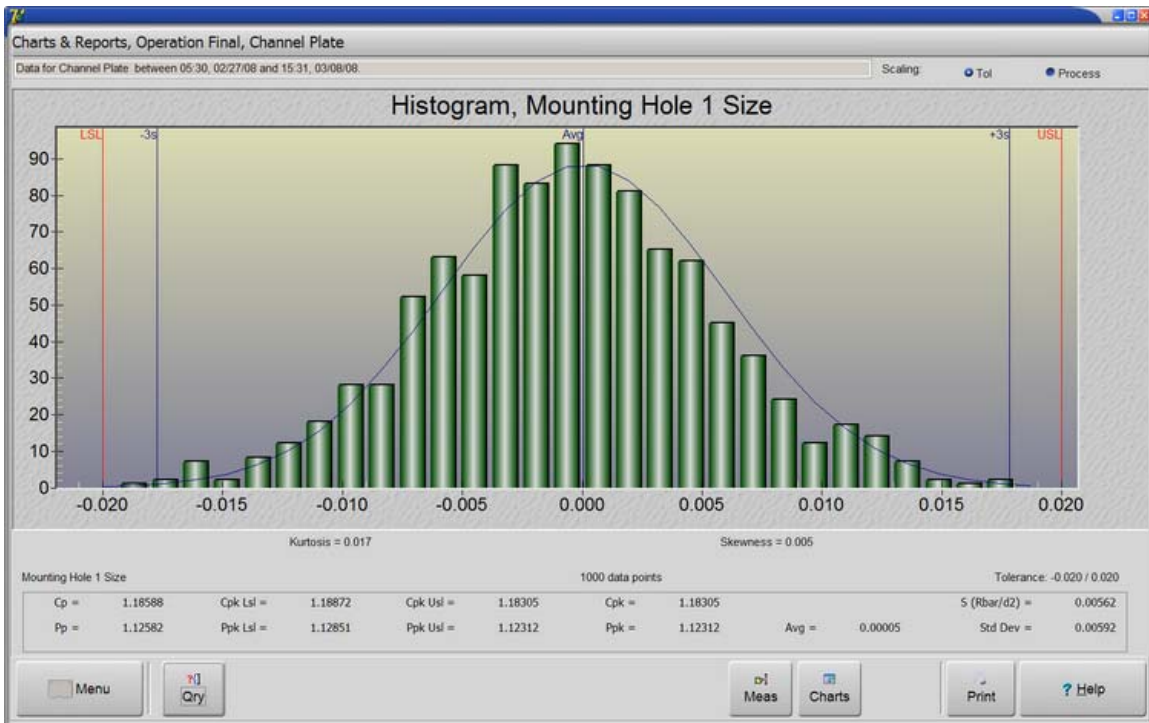 Charts & Reports, Operation Final, Channel Plate
Data for Channel Plate between 05:30, 02/27/08 and 15:31, 03/08/08.
Scaling: Tol Process
Histogram, Mounting Hole 1 Size
LSL -3s Avg +3s USL
90
80
70
60
50
40
30
20
10
0
-0.020 -0.015 -0.010 -0.005 0.000 0.005 0.010 0.015 0.020
Kurtosis = 0.017 Skewness = 0.005
Mounting Hole 1 Size 1000 data points Tolerance: -0.020 / 0.020
Cp = 1.18588 Cpk Lsl = 1.18872 Cpk Usl = 1.18305 Cpk = 1.18305 S (Rbar/d2) = 0.00562
Pp = 1.12582 Ppk Lsl = 1.12851 Ppk Usl = 1.12312 Ppk = 1.12312 Avg = 0.00005 Std Dev = 0.00592
Menu Qry Meas Charts Print ? Help